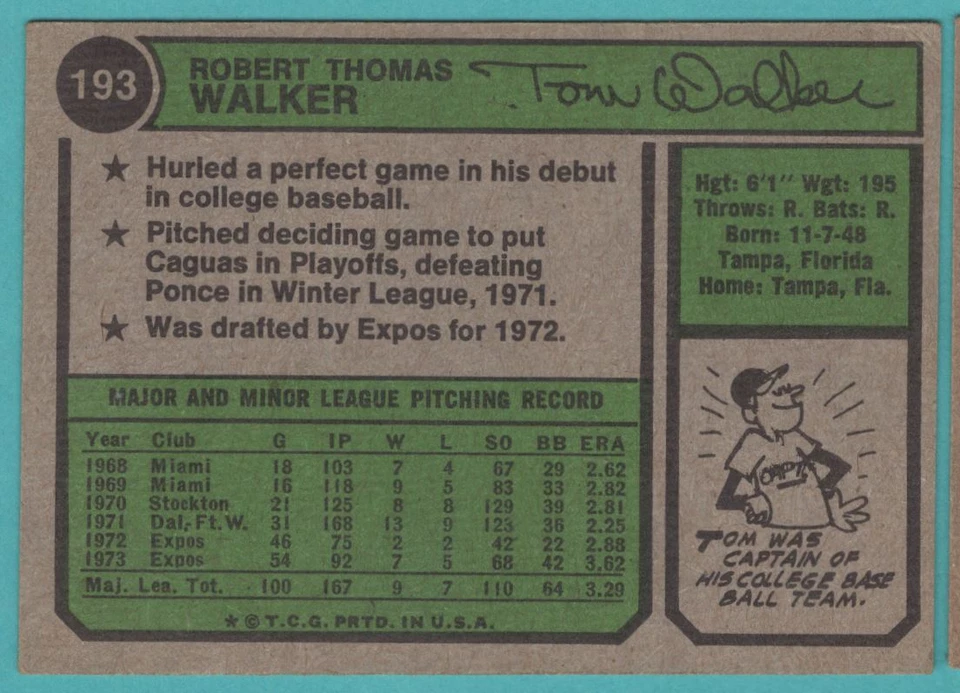 193
ROBERT THOMAS
WALKER
Tom Walker
★ Hurled a perfect game in his debut
in college baseball.
★ Pitched deciding game to put
Caguas in Playoffs, defeating
Ponce in Winter League, 1971.
★ Was drafted by Expos for 1972.
Hgt: 6'1" Wgt: 195
Throws: R. Bats: R.
Born: 11-7-48
Tampa, Florida
Home: Tampa, Fla.
MAJOR AND MINOR LEAGUE PITCHING RECORD
Year Club G IP W L SO BB ERA
1968 Miami 18 103 7 4 67 29 2.62
1969 Miami 16 118 9 5 83 33 2.82
1970 Stockton 21 125 8 8 129 39 2.81
1971 Dal.-Ft. W. 31 168 13 9 123 36 2.25
1972 Expos 46 75 2 2 42 22 2.88
1973 Expos 54 92 7 5 68 42 3.62
Maj. Lea. Tot. 100 167 9 7 110 64 3.29
★ © T.C.G. PRTD. IN U.S.A.
CAPT.
TOM WAS
CAPTAIN OF
HIS COLLEGE BASE
BALL TEAM.